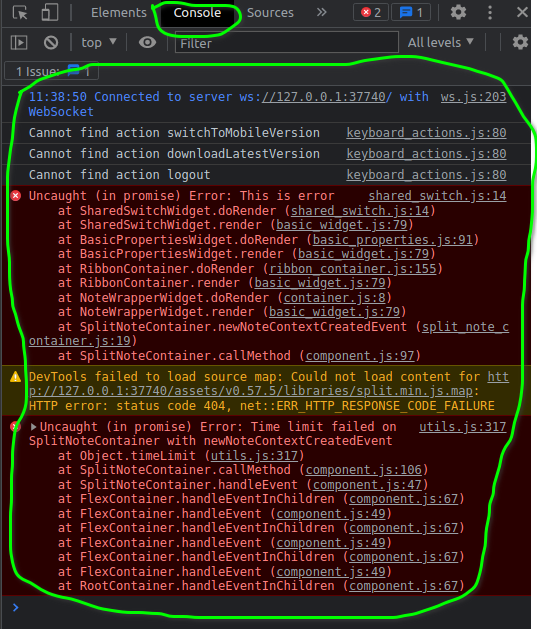 Elements Console Sources » 2 1
top Filter All levels
1 Issue: 1
11:38:50 Connected to server ws://127.0.0.1:37740/ with ws.js:203
WebSocket
Cannot find action switchToMobileVersion keyboard_actions.js:80
Cannot find action downloadLatestVersion keyboard_actions.js:80
Cannot find action logout keyboard_actions.js:80
Uncaught (in promise) Error: This is error shared_switch.js:14
at SharedSwitchWidget.doRender (shared_switch.js:14)
at SharedSwitchWidget.render (basic_widget.js:79)
at BasicPropertiesWidget.doRender (basic_properties.js:91)
at BasicPropertiesWidget.render (basic_widget.js:79)
at RibbonContainer.doRender (ribbon_container.js:155)
at RibbonContainer.render (basic_widget.js:79)
at NoteWrapperWidget.doRender (container.js:8)
at NoteWrapperWidget.render (basic_widget.js:79)
at SplitNoteContainer.newNoteContextCreatedEvent (split_note_c
ontainer.js:19)
at SplitNoteContainer.callMethod (component.js:97)
DevTools failed to load source map: Could not load content for htt
p://127.0.0.1:37740/assets/v0.57.5/libraries/split.min.js.map:
HTTP error: status code 404, net::ERR_HTTP_RESPONSE_CODE_FAILURE
Uncaught (in promise) Error: Time limit failed on utils.js:317
SplitNoteContainer with newNoteContextCreatedEvent
at Object.timeLimit (utils.js:317)
at SplitNoteContainer.callMethod (component.js:106)
at SplitNoteContainer.handleEvent (component.js:47)
at FlexContainer.handleEventInChildren (component.js:67)
at FlexContainer.handleEvent (component.js:49)
at FlexContainer.handleEventInChildren (component.js:67)
at FlexContainer.handleEvent (component.js:49)
at FlexContainer.handleEventInChildren (component.js:67)
at FlexContainer.handleEvent (component.js:49)
at RootContainer.handleEventInChildren (component.js:67)